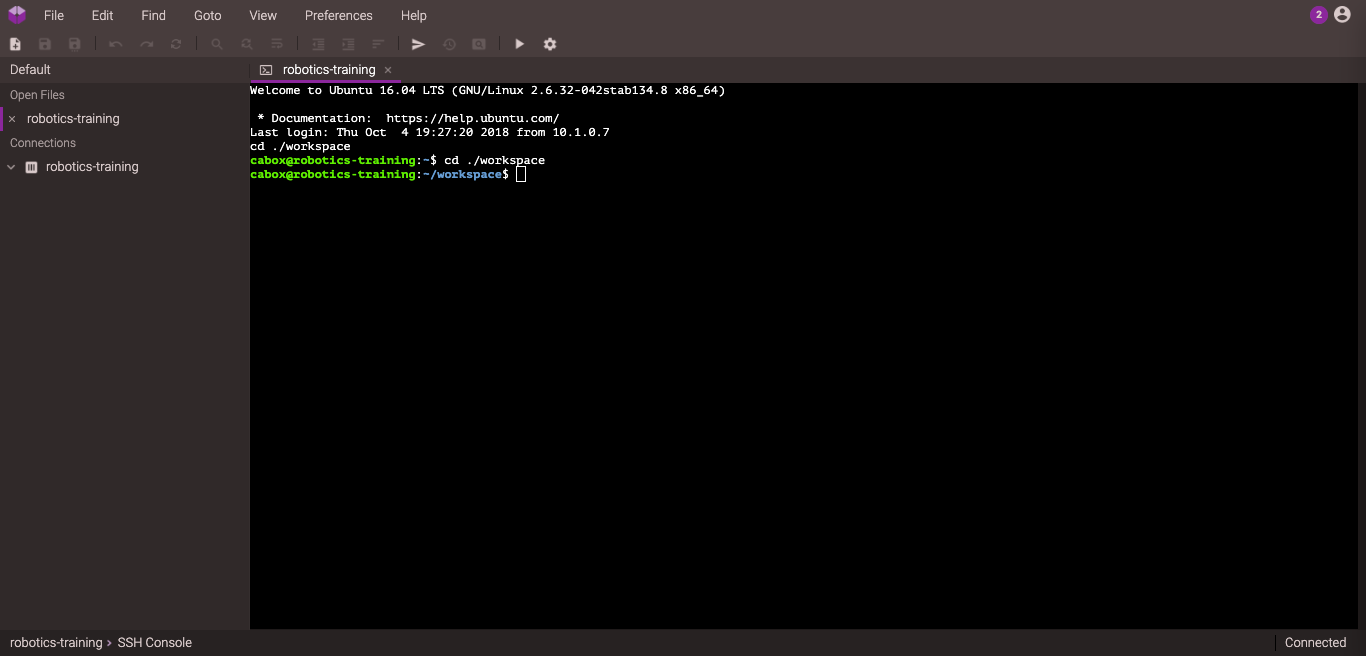 File Edit Find Goto View Preferences Help 2
Default
robotics-training ×
Open Files
× robotics-training
Connections
robotics-training
Welcome to Ubuntu 16.04 LTS (GNU/Linux 2.6.32-042stab134.8 x86_64)
* Documentation:  https://help.ubuntu.com/
Last login: Thu Oct  4 19:27:20 2018 from 10.1.0.7
cd ./workspace
cabox@robotics-training:~$ cd ./workspace
cabox@robotics-training:~/workspace$
robotics-training › SSH Console
Connected